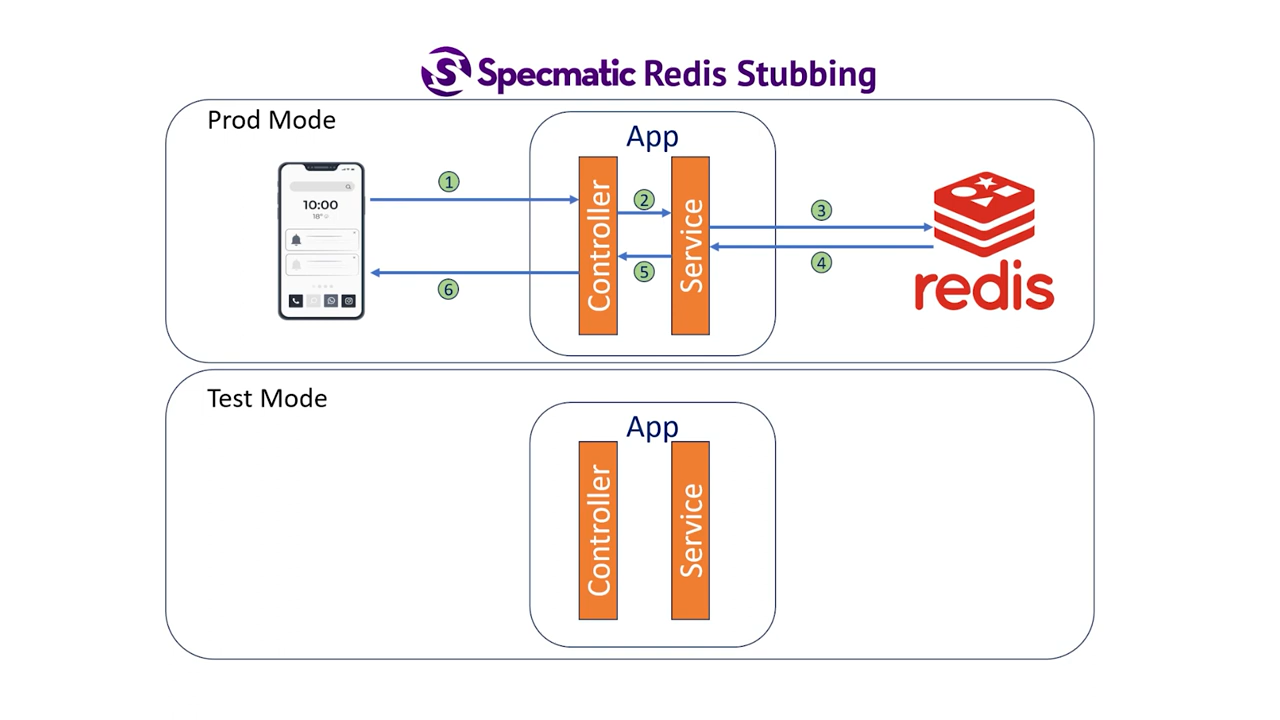 Specmatic Redis Stubbing
Prod Mode
App
10:00
18°
1
2
3
4
5
6
Controller
Service
redis
Test Mode
App
Controller
Service